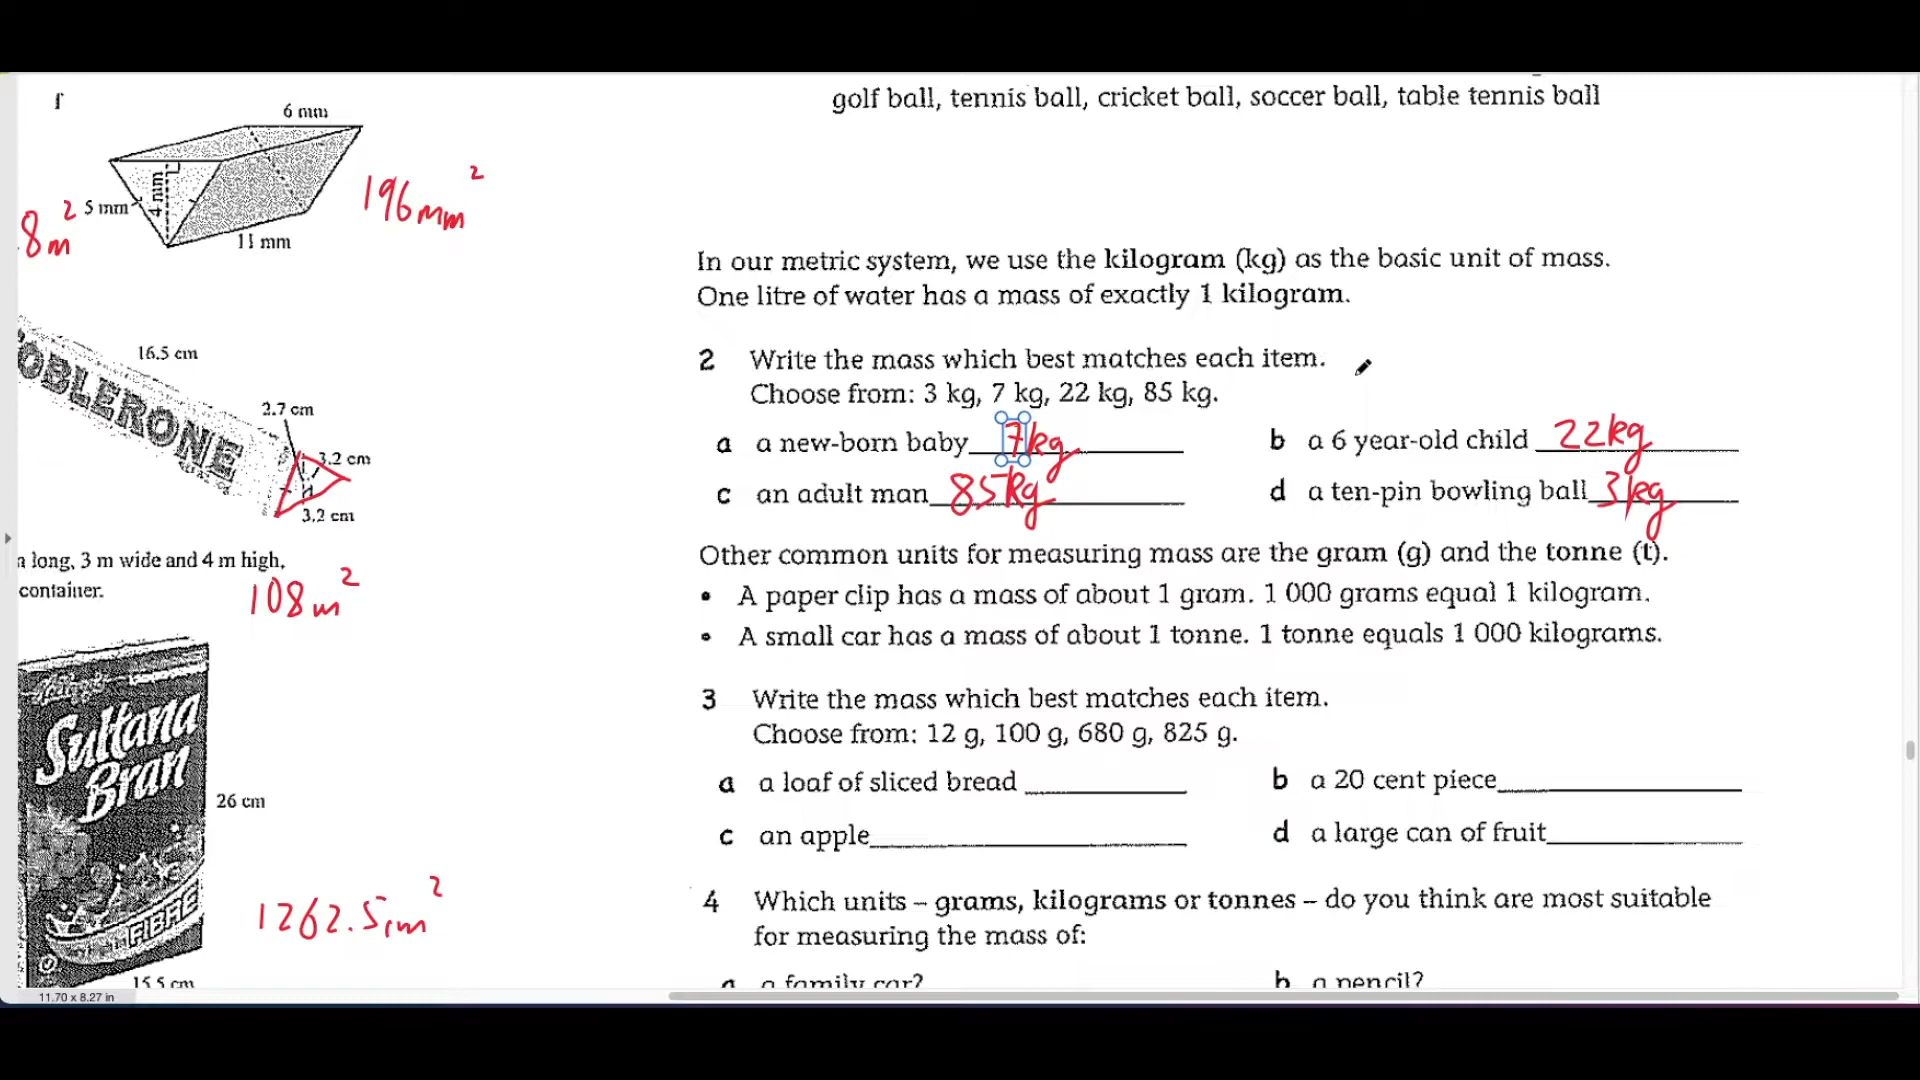 f
6 mm
5 mm
4 mm
11 mm
8m²
196mm²
16.5 cm
OBLERONE
2.7 cm
3.2 cm
3.2 cm
long, 3 m wide and 4 m high,
container.
108m²
Sultana
Bran
FIBRE
26 cm
1262.5cm²
15.5 cm
11.70 x 8.27 in
golf ball, tennis ball, cricket ball, soccer ball, table tennis ball
In our metric system, we use the kilogram (kg) as the basic unit of mass.
One litre of water has a mass of exactly 1 kilogram.
2 Write the mass which best matches each item.
Choose from: 3 kg, 7 kg, 22 kg, 85 kg.
a a new-born baby 7kg b a 6 year-old child 22kg
c an adult man 85kg d a ten-pin bowling ball 3kg
Other common units for measuring mass are the gram (g) and the tonne (t).
• A paper clip has a mass of about 1 gram. 1 000 grams equal 1 kilogram.
• A small car has a mass of about 1 tonne. 1 tonne equals 1 000 kilograms.
3 Write the mass which best matches each item.
Choose from: 12 g, 100 g, 680 g, 825 g.
a a loaf of sliced bread b a 20 cent piece
c an apple d a large can of fruit
4 Which units – grams, kilograms or tonnes – do you think are most suitable
for measuring the mass of:
a a family car? b a pencil?